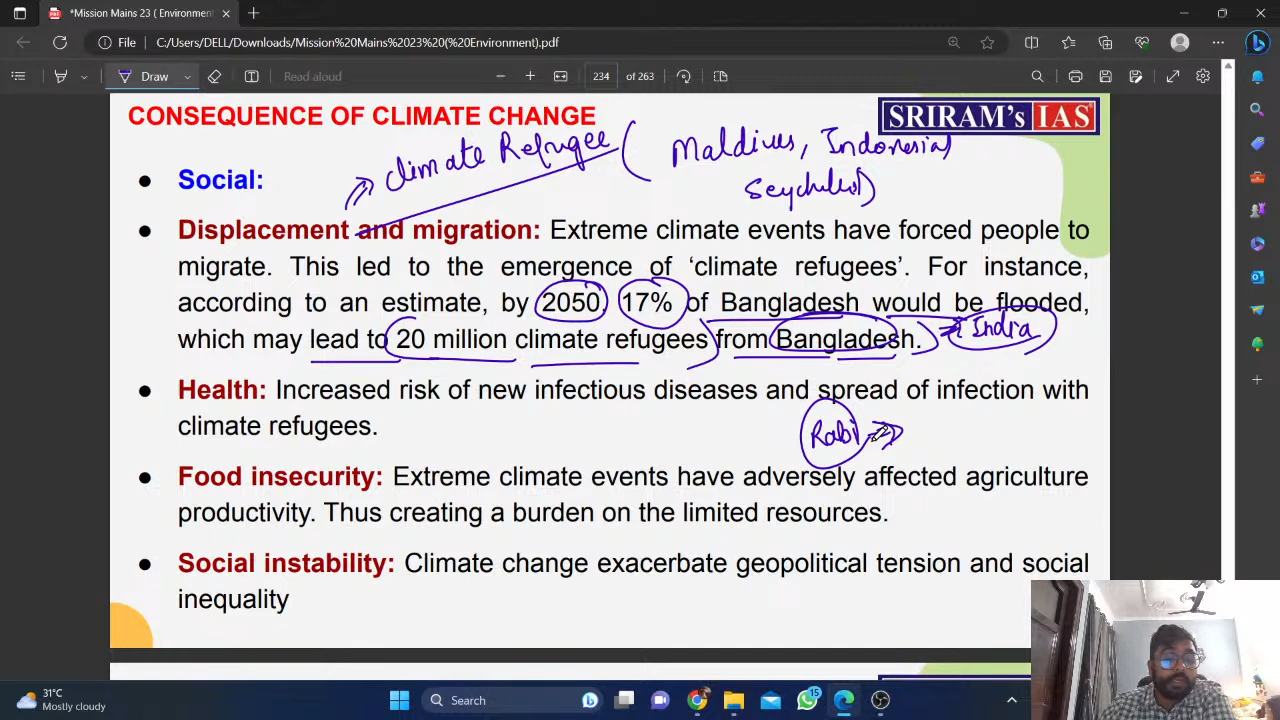 *Mission Mains 23 ( Environment
File
C:/Users/DELL/Downloads/Mission%20Mains%2023%20(%20Environment).pdf
Draw
Read aloud
234
of 263
CONSEQUENCE OF CLIMATE CHANGE
SRIRAM's IAS
climate Refugee ( Maldives, Indonesia,
Seychelles)
● Social:
● Displacement and migration: Extreme climate events have forced people to
migrate. This led to the emergence of ‘climate refugees’. For instance,
according to an estimate, by 2050, 17% of Bangladesh would be flooded,
which may lead to 20 million climate refugees from Bangladesh. India
● Health: Increased risk of new infectious diseases and spread of infection with
climate refugees.
Rabi
● Food insecurity: Extreme climate events have adversely affected agriculture
productivity. Thus creating a burden on the limited resources.
● Social instability: Climate change exacerbate geopolitical tension and social
inequality
31°C
Mostly cloudy
Search
15